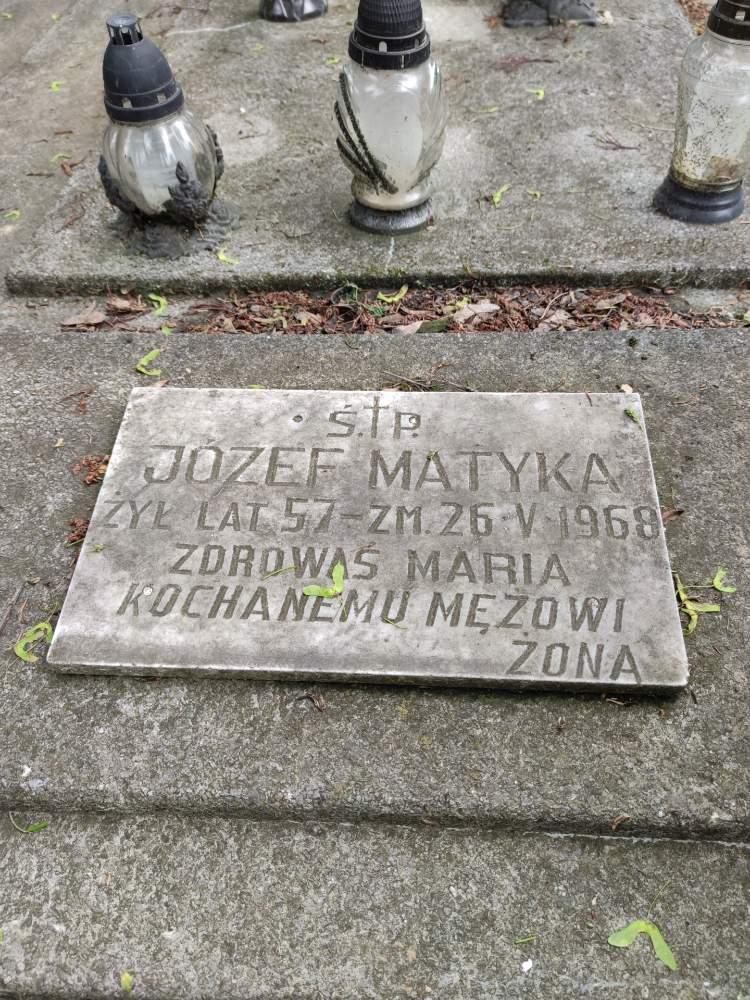 Ś.†P.
JÓZEF MATYKA
ŻYŁ LAT 57-ZM. 26 V 1968
ZDROWAŚ MARIA
KOCHANEMU MĘŻOWI
ŻONA